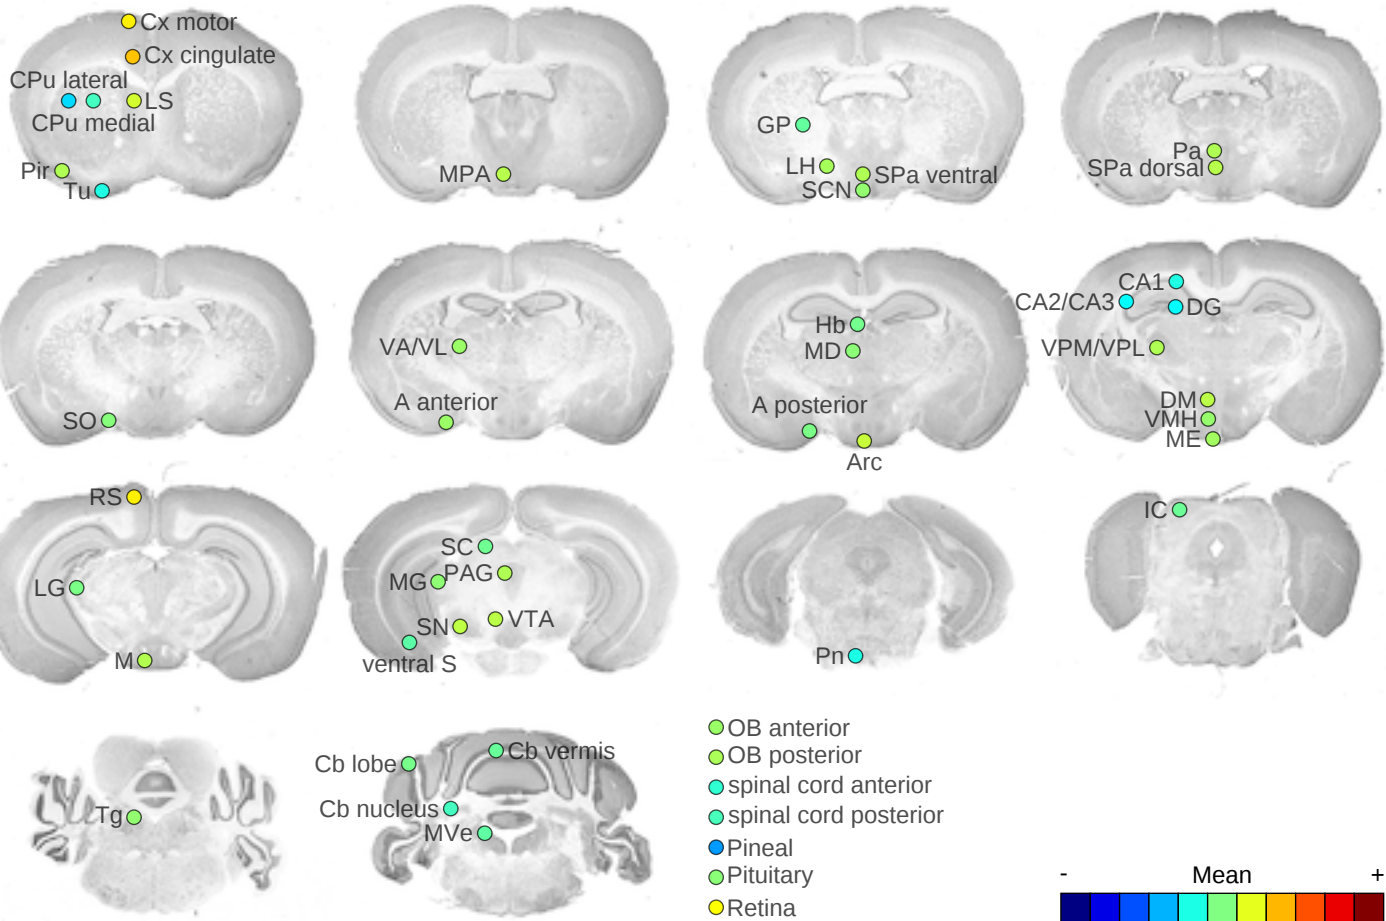 Cx motor
Cx cingulate
CPu lateral
LS
CPu medial
Pir
Tu
MPA
GP
LH
SPa ventral
SCN
Pa
SPa dorsal
SO
VA/VL
A anterior
Hb
MD
A posterior
Arc
CA1
CA2/CA3
DG
VPM/VPL
DM
VMH
ME
RS
LG
M
SC
MG
PAG
SN
VTA
ventral S
Pn
IC
Tg
Cb lobe
Cb vermis
Cb nucleus
MVe
OB anterior
OB posterior
spinal cord anterior
spinal cord posterior
Pineal
Pituitary
Retina
- Mean +